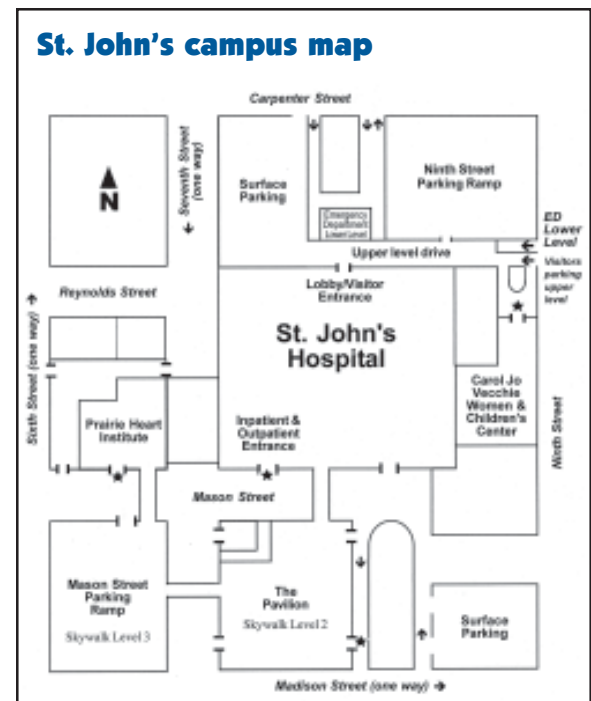 St. John's campus map
Carpenter Street
Seventh Street
(one way)
N
Surface
Parking
Ninth Street
Parking Ramp
Emergency
Department
Lower Level
ED
Lower
Level
Upper level drive
Visitors
parking
upper
level
Lobby/Visitor
Entrance
Reynolds Street
St. John's
Hospital
Sixth Street (one way)
Carol Jo
Vecchie
Women &
Children's
Center
Ninth Street
Prairie Heart
Institute
Inpatient &
Outpatient
Entrance
Mason Street
Mason Street
Parking
Ramp
Skywalk Level 3
The
Pavilion
Skywalk Level 2
Surface
Parking
Madison Street (one way)